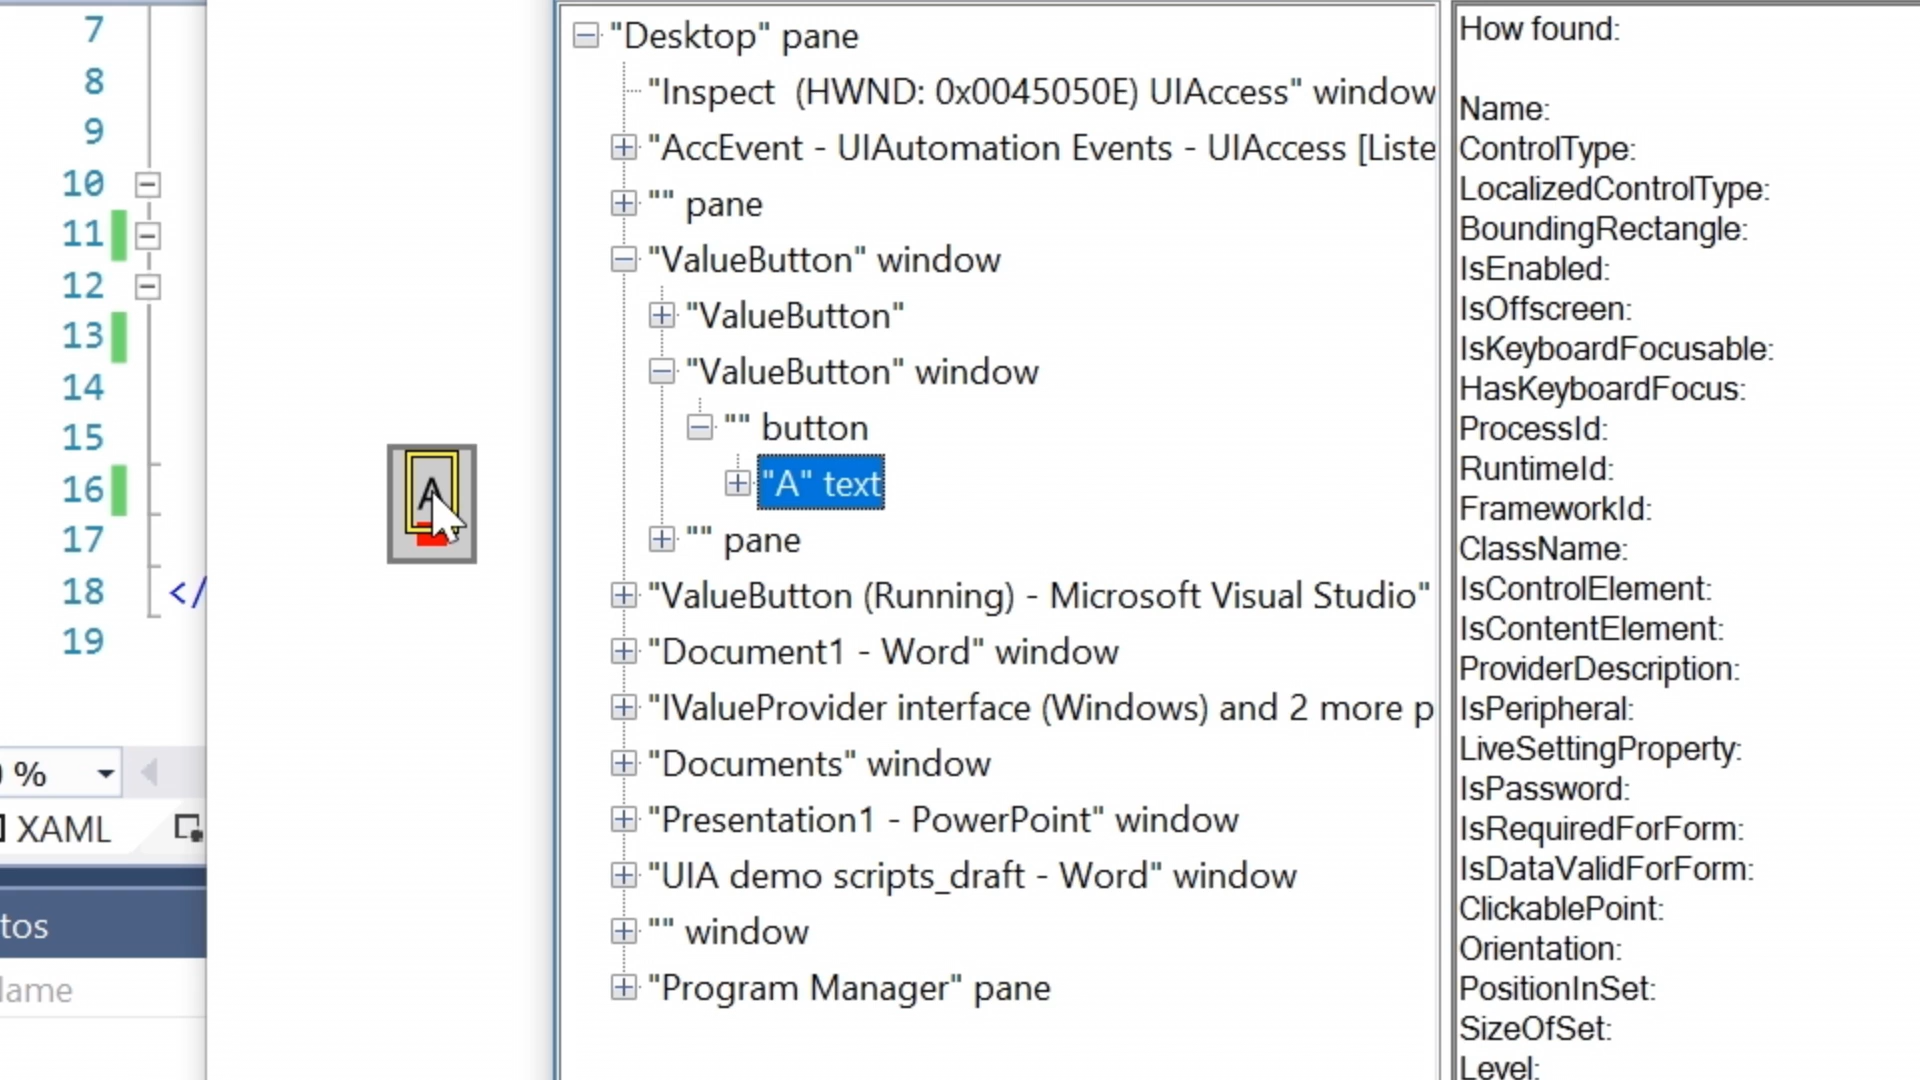 7
8
9
10
11
12
13
14
15
16
17
18 </
19
%
XAML
tos
lame
A
"Desktop" pane
"Inspect (HWND: 0x0045050E) UIAccess" window
"AccEvent - UIAutomation Events - UIAccess [Liste
"" pane
"ValueButton" window
"ValueButton"
"ValueButton" window
"" button
"A" text
"" pane
"ValueButton (Running) - Microsoft Visual Studio"
"Document1 - Word" window
"IValueProvider interface (Windows) and 2 more p
"Documents" window
"Presentation1 - PowerPoint" window
"UIA demo scripts_draft - Word" window
"" window
"Program Manager" pane
How found:
Name:
ControlType:
LocalizedControlType:
BoundingRectangle:
IsEnabled:
IsOffscreen:
IsKeyboardFocusable:
HasKeyboardFocus:
ProcessId:
RuntimeId:
FrameworkId:
ClassName:
IsControlElement:
IsContentElement:
ProviderDescription:
IsPeripheral:
LiveSettingProperty:
IsPassword:
IsRequiredForForm:
IsDataValidForForm:
ClickablePoint:
Orientation:
PositionInSet:
SizeOfSet:
Level: